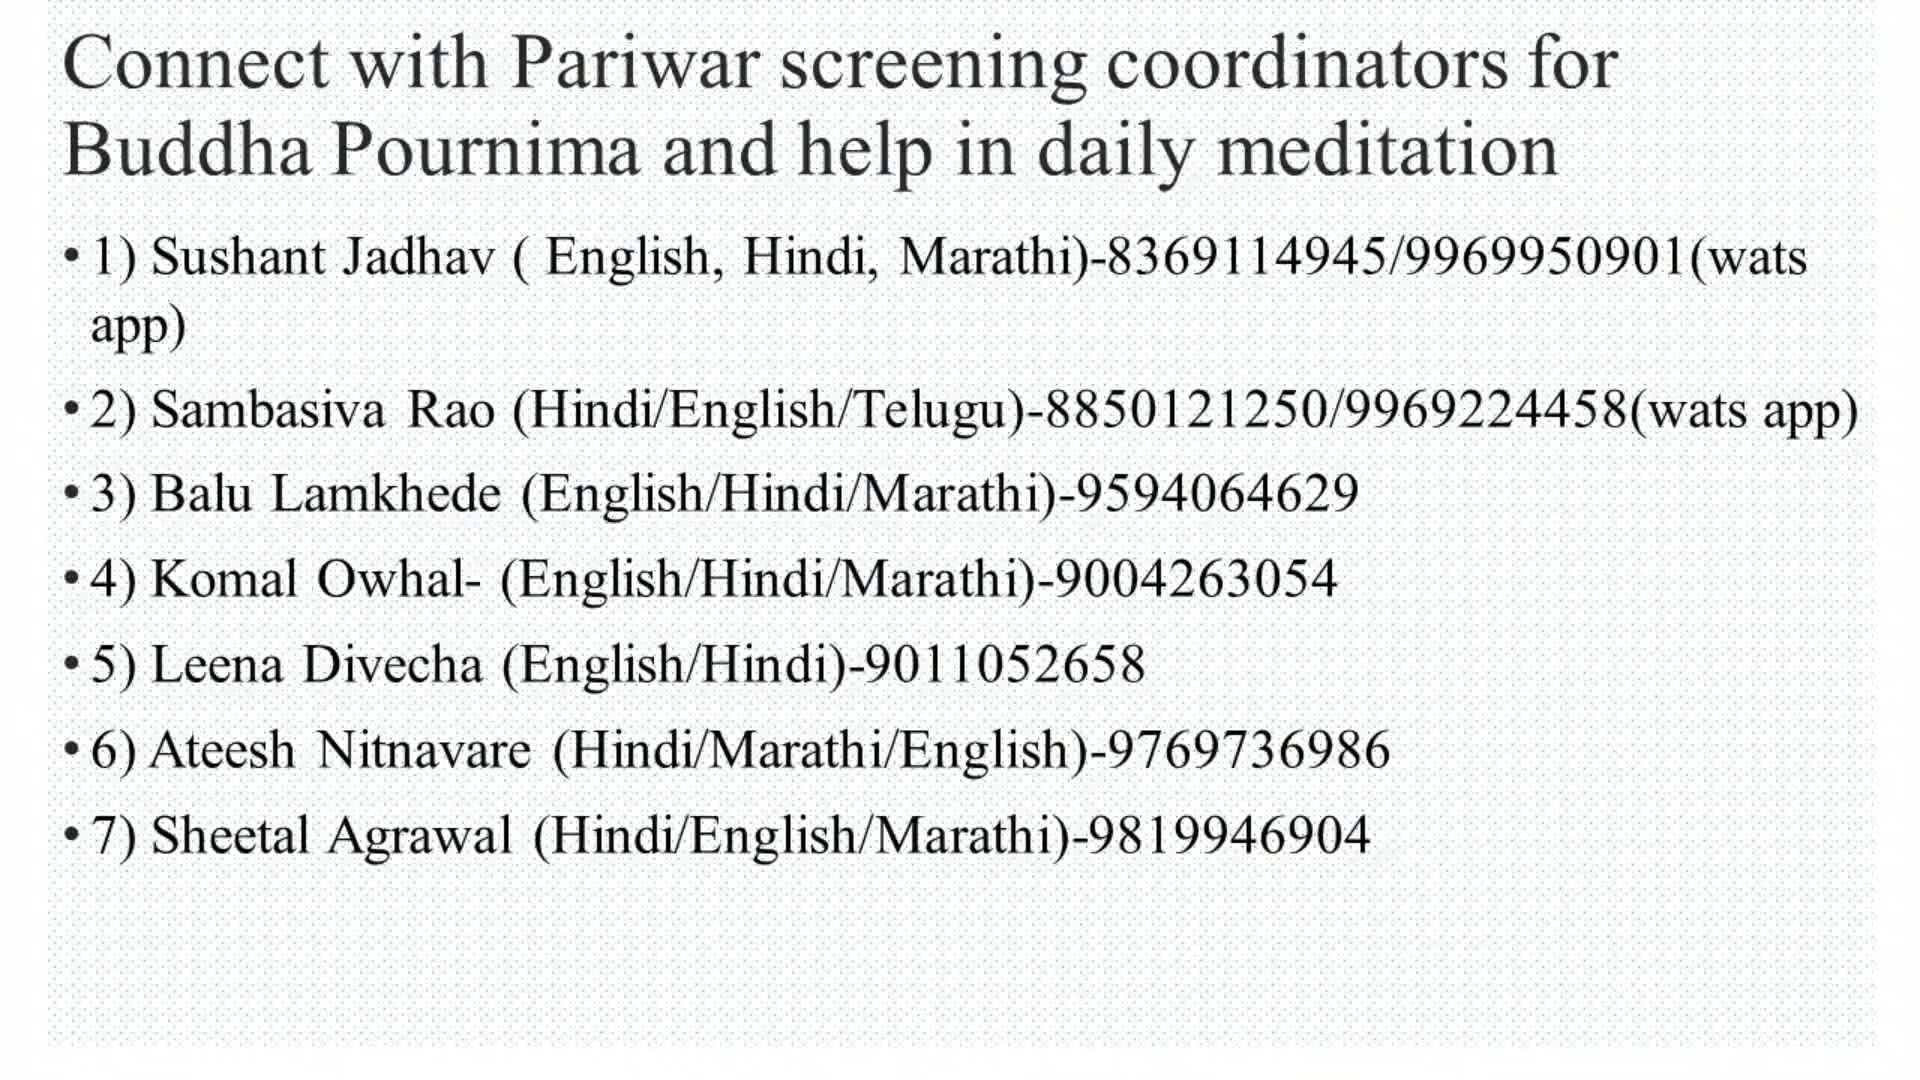 Connect with Pariwar screening coordinators for
Buddha Pournima and help in daily meditation
• 1) Sushant Jadhav ( English, Hindi, Marathi)-8369114945/9969950901(wats
app)
• 2) Sambasiva Rao (Hindi/English/Telugu)-8850121250/9969224458(wats app)
• 3) Balu Lamkhede (English/Hindi/Marathi)-9594064629
• 4) Komal Owhal- (English/Hindi/Marathi)-9004263054
• 5) Leena Divecha (English/Hindi)-9011052658
• 6) Ateesh Nitnavare (Hindi/Marathi/English)-9769736986
• 7) Sheetal Agrawal (Hindi/English/Marathi)-9819946904